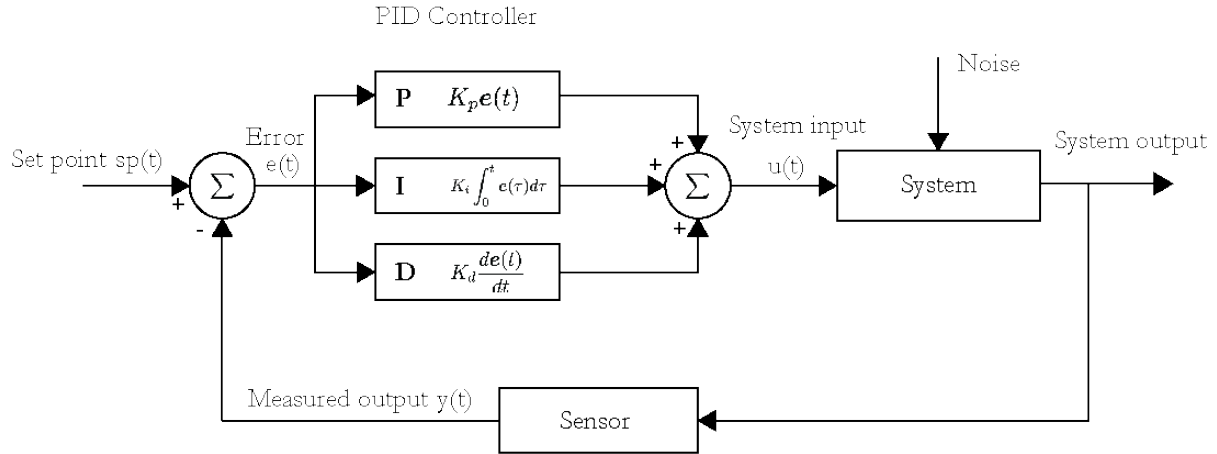 PID Controller
P K_p e(t)
Noise
Error
e(t)
System input
u(t)
System output
Set point sp(t)
+
-
Σ
I K_i ∫_0^t e(τ)dτ
+
+
+
Σ
System
D K_d de(t)/dt
Measured output y(t)
Sensor